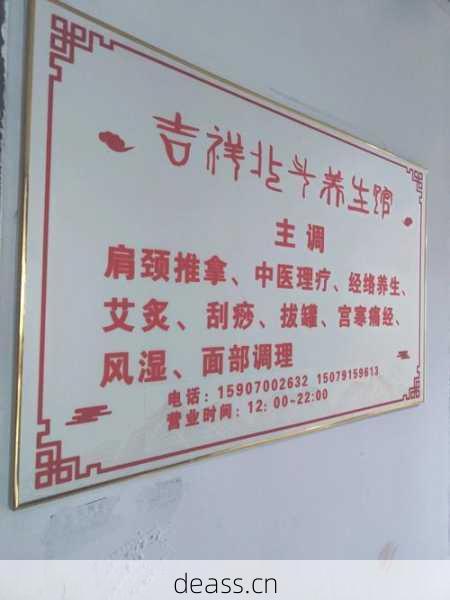 吉祥北斗养生馆
主调
肩颈推拿、中医理疗、经络养生、
艾炙、刮痧、拔罐、宫寒痛经、
风湿、面部调理
电话：15907002632 15079159613
营业时间：12：00~22:00
deass.cn